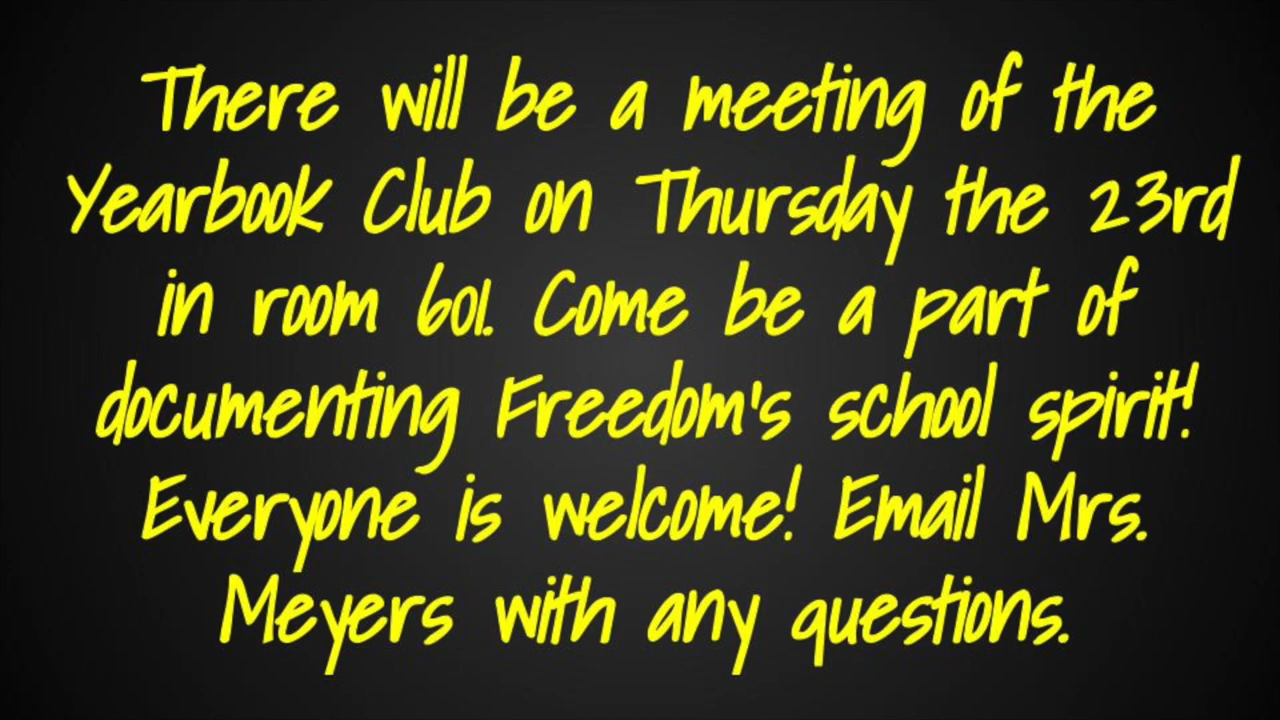 There will be a meeting of the
Yearbook Club on Thursday the 23rd
in room 601. Come be a part of
documenting Freedom's school spirit!
Everyone is welcome! Email Mrs.
Meyers with any questions.